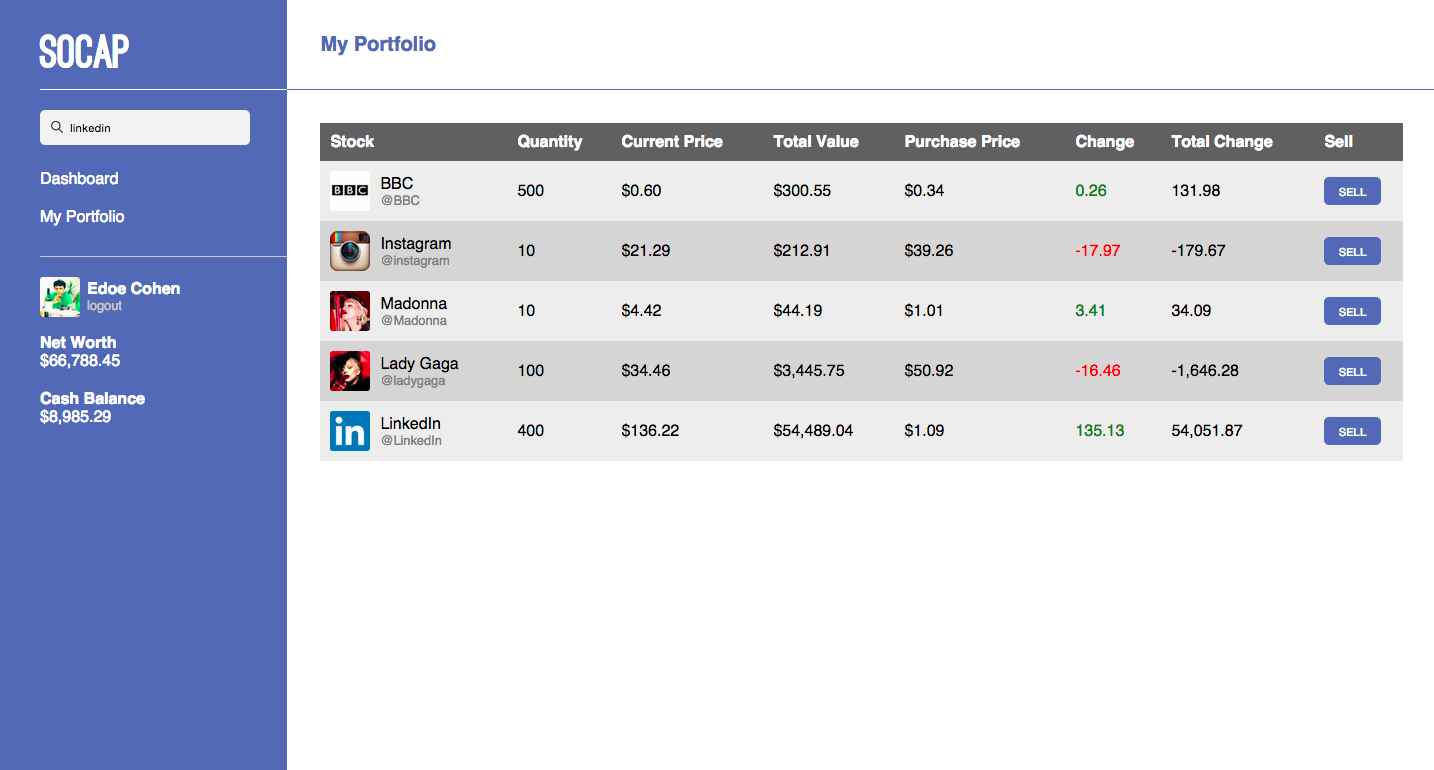 SOCAP
My Portfolio
linkedin
Dashboard
My Portfolio
Edoe Cohen
logout
Net Worth
$66,788.45
Cash Balance
$8,985.29
Stock Quantity Current Price Total Value Purchase Price Change Total Change Sell
BBC
@BBC
500 $0.60 $300.55 $0.34 0.26 131.98 SELL
Instagram
@instagram
10 $21.29 $212.91 $39.26 -17.97 -179.67 SELL
Madonna
@Madonna
10 $4.42 $44.19 $1.01 3.41 34.09 SELL
Lady Gaga
@ladygaga
100 $34.46 $3,445.75 $50.92 -16.46 -1,646.28 SELL
in
LinkedIn
@LinkedIn
400 $136.22 $54,489.04 $1.09 135.13 54,051.87 SELL